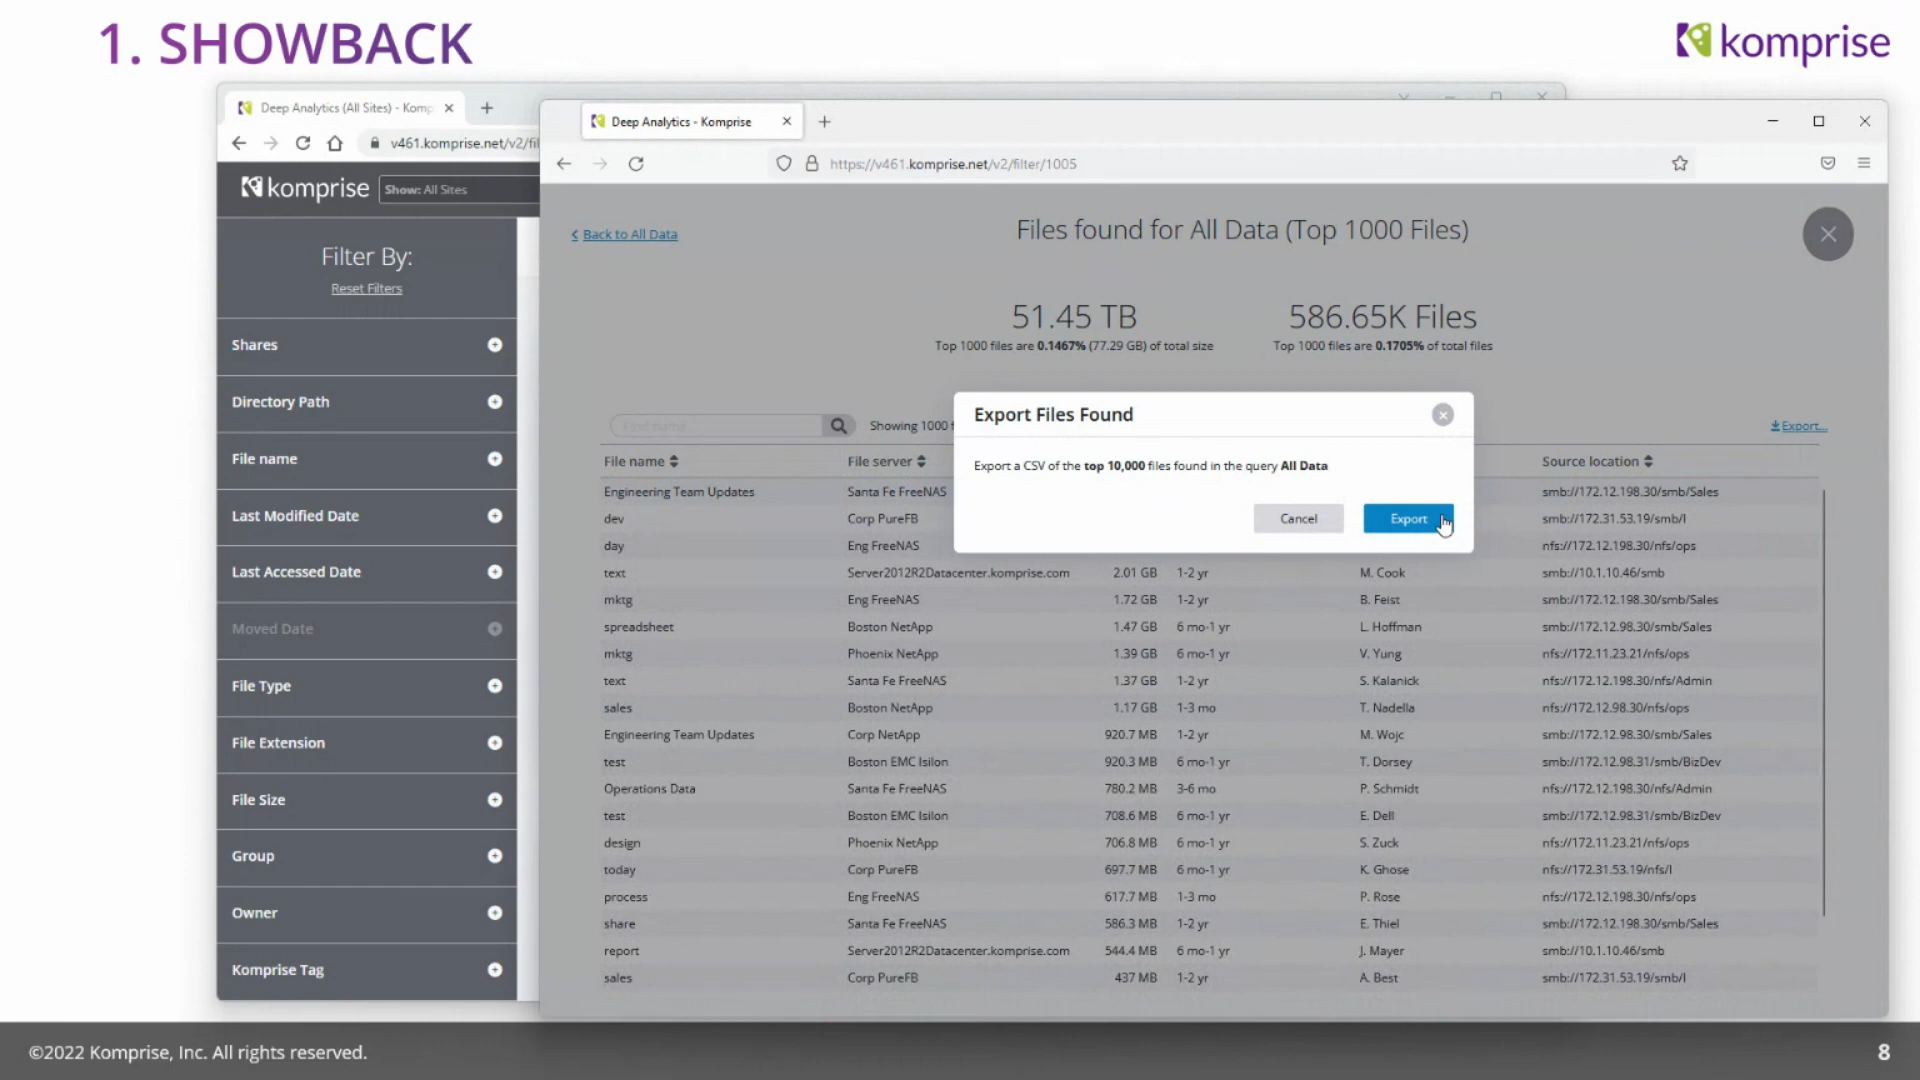 1. SHOWBACK
komprise
Deep Analytics (All Sites) - Komp
v461.komprise.net/v2/fil
komprise
Show: All Sites
Filter By:
Reset Filters
Shares
Directory Path
File name
Last Modified Date
Last Accessed Date
Moved Date
File Type
File Extension
File Size
Group
Owner
Komprise Tag
Deep Analytics - Komprise
https://v461.komprise.net/v2/filter/1005
Back to All Data
Files found for All Data (Top 1000 Files)
51.45 TB
Top 1000 files are 0.1467% (77.29 GB) of total size
586.65K Files
Top 1000 files are 0.1705% of total files
Find name
Showing 1000 f
Export...
Export Files Found
Export a CSV of the top 10,000 files found in the query All Data
Cancel
Export
File name File server Source location
Engineering Team Updates Santa Fe FreeNAS smb://172.12.198.30/smb/Sales
dev Corp PureFB smb://172.31.53.19/smb/l
day Eng FreeNAS nfs://172.12.198.30/nfs/ops
text Server2012R2Datacenter.komprise.com 2.01 GB 1-2 yr M. Cook smb://10.1.10.46/smb
mktg Eng FreeNAS 1.72 GB 1-2 yr B. Feist smb://172.12.198.30/smb/Sales
spreadsheet Boston NetApp 1.47 GB 6 mo-1 yr L. Hoffman smb://172.12.98.30/smb/Sales
mktg Phoenix NetApp 1.39 GB 6 mo-1 yr V. Yung nfs://172.11.23.21/nfs/ops
text Santa Fe FreeNAS 1.37 GB 1-2 yr S. Kalanick nfs://172.12.198.30/nfs/Admin
sales Boston NetApp 1.17 GB 1-3 mo T. Nadella nfs://172.12.98.30/nfs/ops
Engineering Team Updates Corp NetApp 920.7 MB 1-2 yr M. Wojc smb://172.12.98.30/smb/Sales
test Boston EMC Isilon 920.3 MB 6 mo-1 yr T. Dorsey smb://172.12.98.31/smb/BizDev
Operations Data Santa Fe FreeNAS 780.2 MB 3-6 mo P. Schmidt nfs://172.12.198.30/nfs/Admin
test Boston EMC Isilon 708.6 MB 6 mo-1 yr E. Dell smb://172.12.98.31/smb/BizDev
design Phoenix NetApp 706.8 MB 6 mo-1 yr S. Zuck nfs://172.11.23.21/nfs/ops
today Corp PureFB 697.7 MB 6 mo-1 yr K. Ghose nfs://172.31.53.19/nfs/l
process Eng FreeNAS 617.7 MB 1-3 mo P. Rose nfs://172.12.198.30/nfs/ops
share Santa Fe FreeNAS 586.3 MB 1-2 yr E. Thiel smb://172.12.198.30/smb/Sales
report Server2012R2Datacenter.komprise.com 544.4 MB 6 mo-1 yr J. Mayer smb://10.1.10.46/smb
sales Corp PureFB 437 MB 1-2 yr A. Best smb://172.31.53.19/smb/l
©2022 Komprise, Inc. All rights reserved.
8